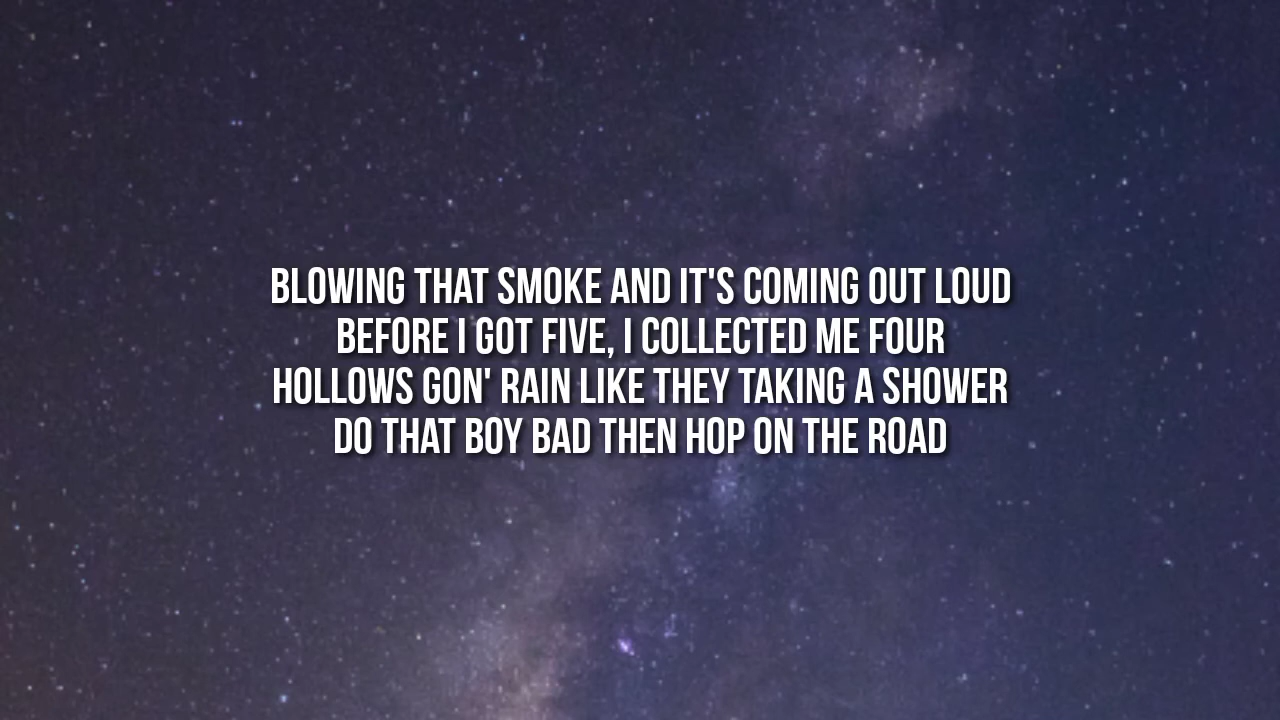 BLOWING THAT SMOKE AND IT'S COMING OUT LOUD
BEFORE I GOT FIVE, I COLLECTED ME FOUR
HOLLOWS GON' RAIN LIKE THEY TAKING A SHOWER
DO THAT BOY BAD THEN HOP ON THE ROAD